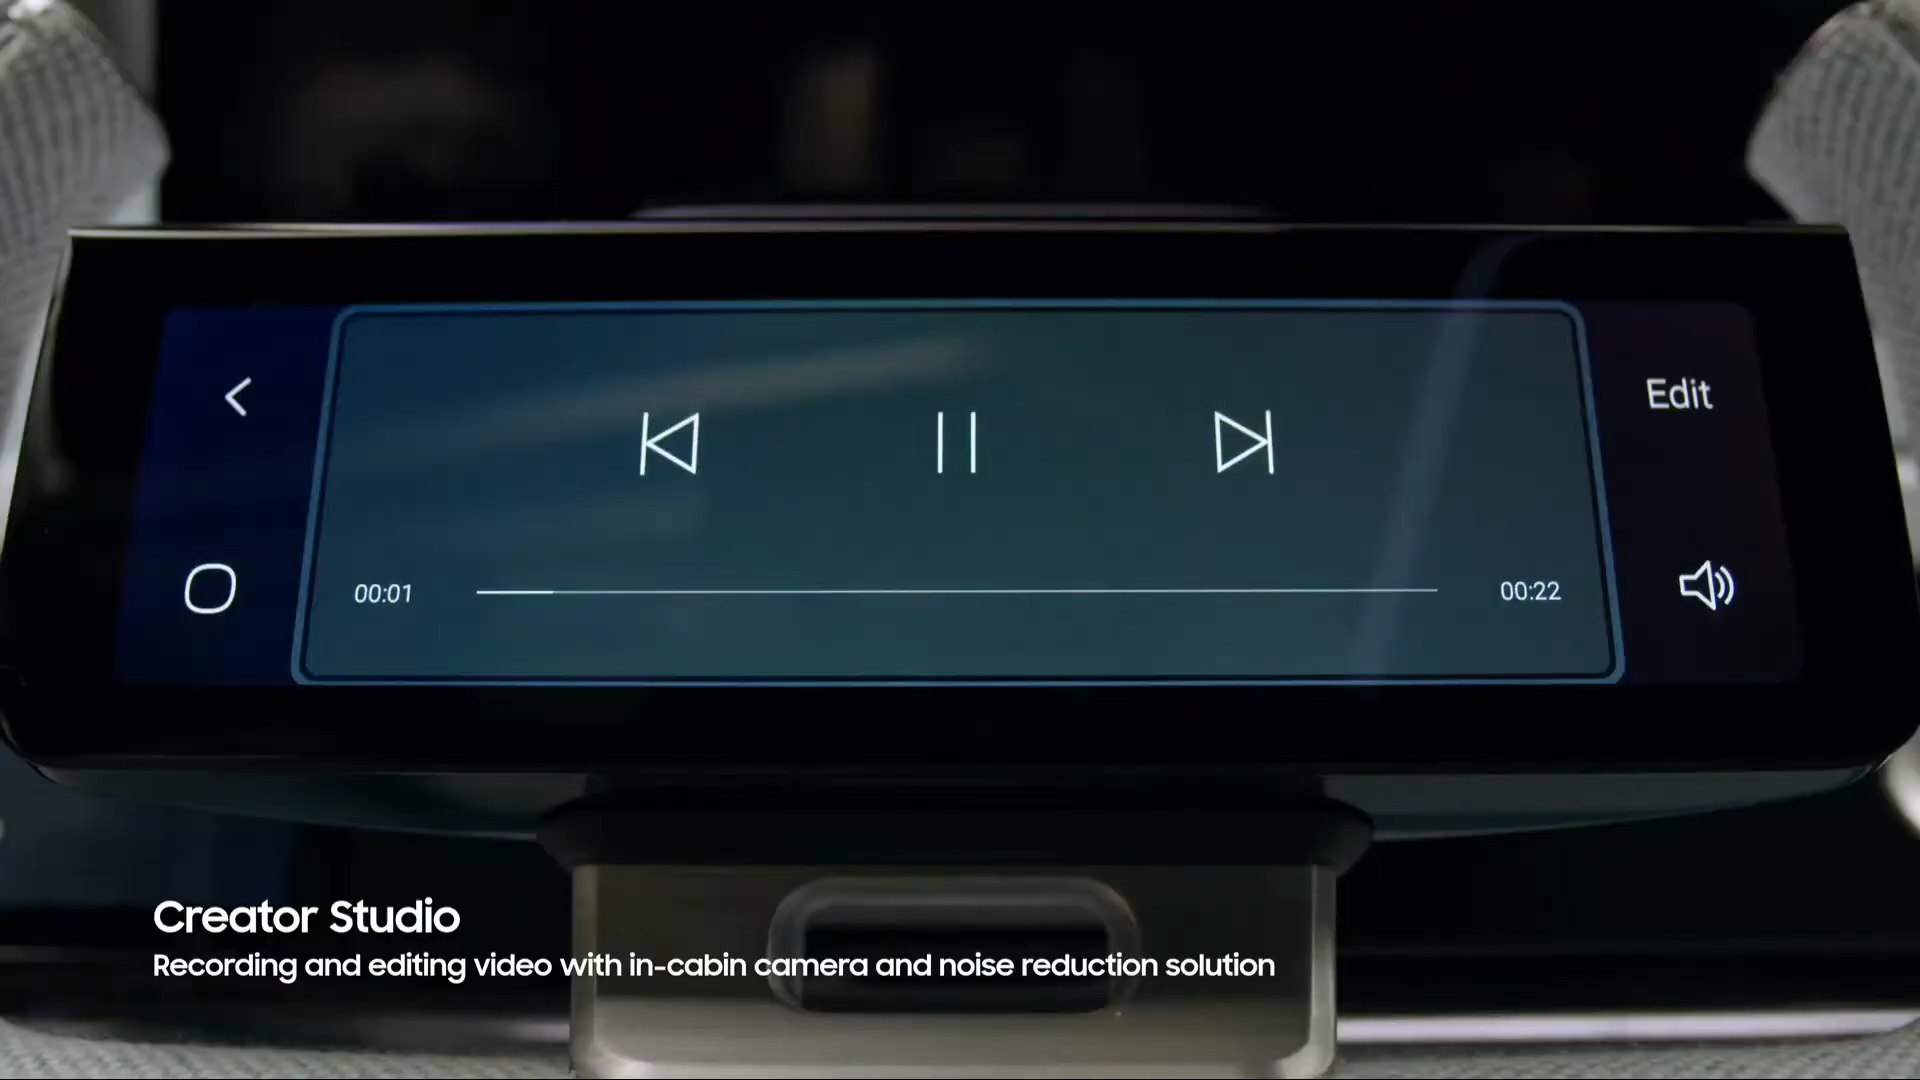 Edit
00:01
00:22
Creator Studio
Recording and editing video with in-cabin camera and noise reduction solution